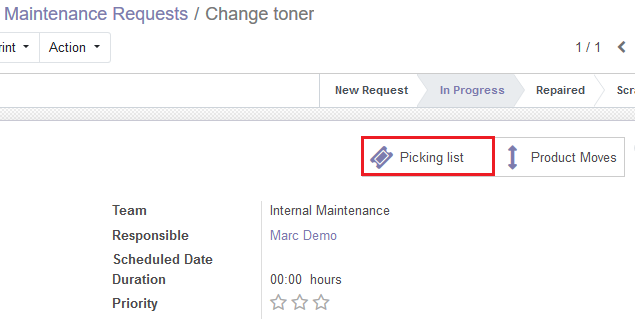 Maintenance Requests / Change toner
rint Action 1 / 1
New Request In Progress Repaired Scr
Picking list Product Moves
Team Internal Maintenance
Responsible Marc Demo
Scheduled Date
Duration 00:00 hours
Priority